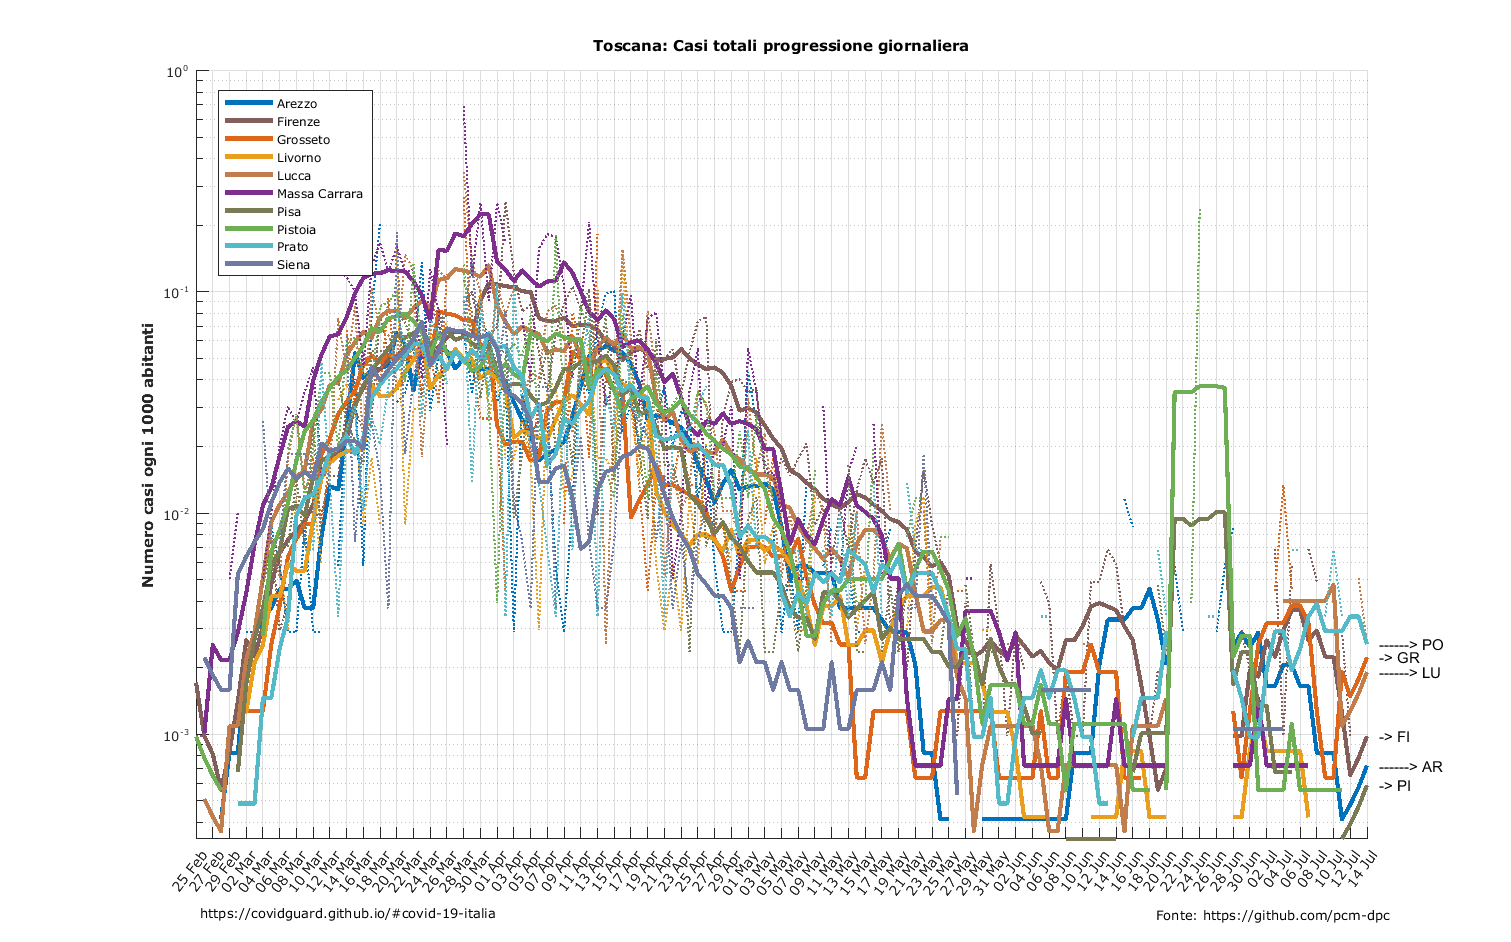 Toscana: Casi totali progressione giornaliera
Numero casi ogni 1000 abitanti
10⁰
10⁻¹
10⁻²
10⁻³
Arezzo
Firenze
Grosseto
Livorno
Lucca
Massa Carrara
Pisa
Pistoia
Prato
Siena
------> PO
-> GR
------> LU
-> FI
------> AR
-> PI
25 Feb
27 Feb
29 Feb
02 Mar
04 Mar
06 Mar
08 Mar
10 Mar
12 Mar
14 Mar
16 Mar
18 Mar
20 Mar
22 Mar
24 Mar
26 Mar
28 Mar
30 Mar
01 Apr
03 Apr
05 Apr
07 Apr
09 Apr
11 Apr
13 Apr
15 Apr
17 Apr
19 Apr
21 Apr
23 Apr
25 Apr
27 Apr
29 Apr
01 May
03 May
05 May
07 May
09 May
11 May
13 May
15 May
17 May
19 May
21 May
23 May
25 May
27 May
29 May
31 May
02 Jun
04 Jun
06 Jun
08 Jun
10 Jun
12 Jun
14 Jun
16 Jun
18 Jun
20 Jun
22 Jun
24 Jun
26 Jun
28 Jun
30 Jun
02 Jul
04 Jul
06 Jul
08 Jul
10 Jul
12 Jul
14 Jul
https://covidguard.github.io/#covid-19-italia
Fonte: https://github.com/pcm-dpc